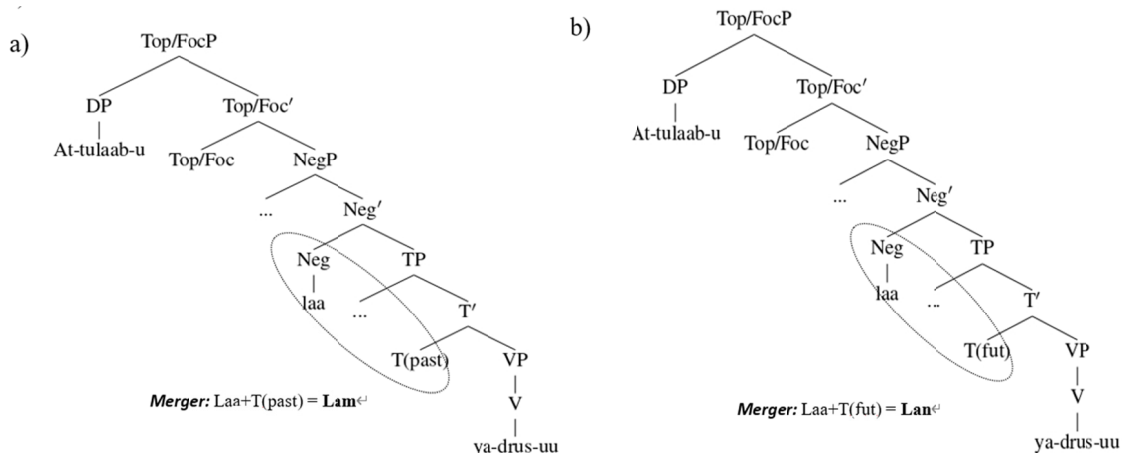 a)
Top/FocP
DP
Top/Foc′
At-tulaab-u
Top/Foc
NegP
...
Neg′
Neg
TP
laa
...
T′
T(past)
VP
V
ya-drus-uu
Merger: Laa+T(past) = Lam↵
b)
Top/FocP
DP
Top/Foc′
At-tulaab-u
Top/Foc
NegP
...
Neg′
Neg
TP
laa
...
T′
T(fut)
VP
V
ya-drus-uu
Merger: Laa+T(fut) = Lan↵